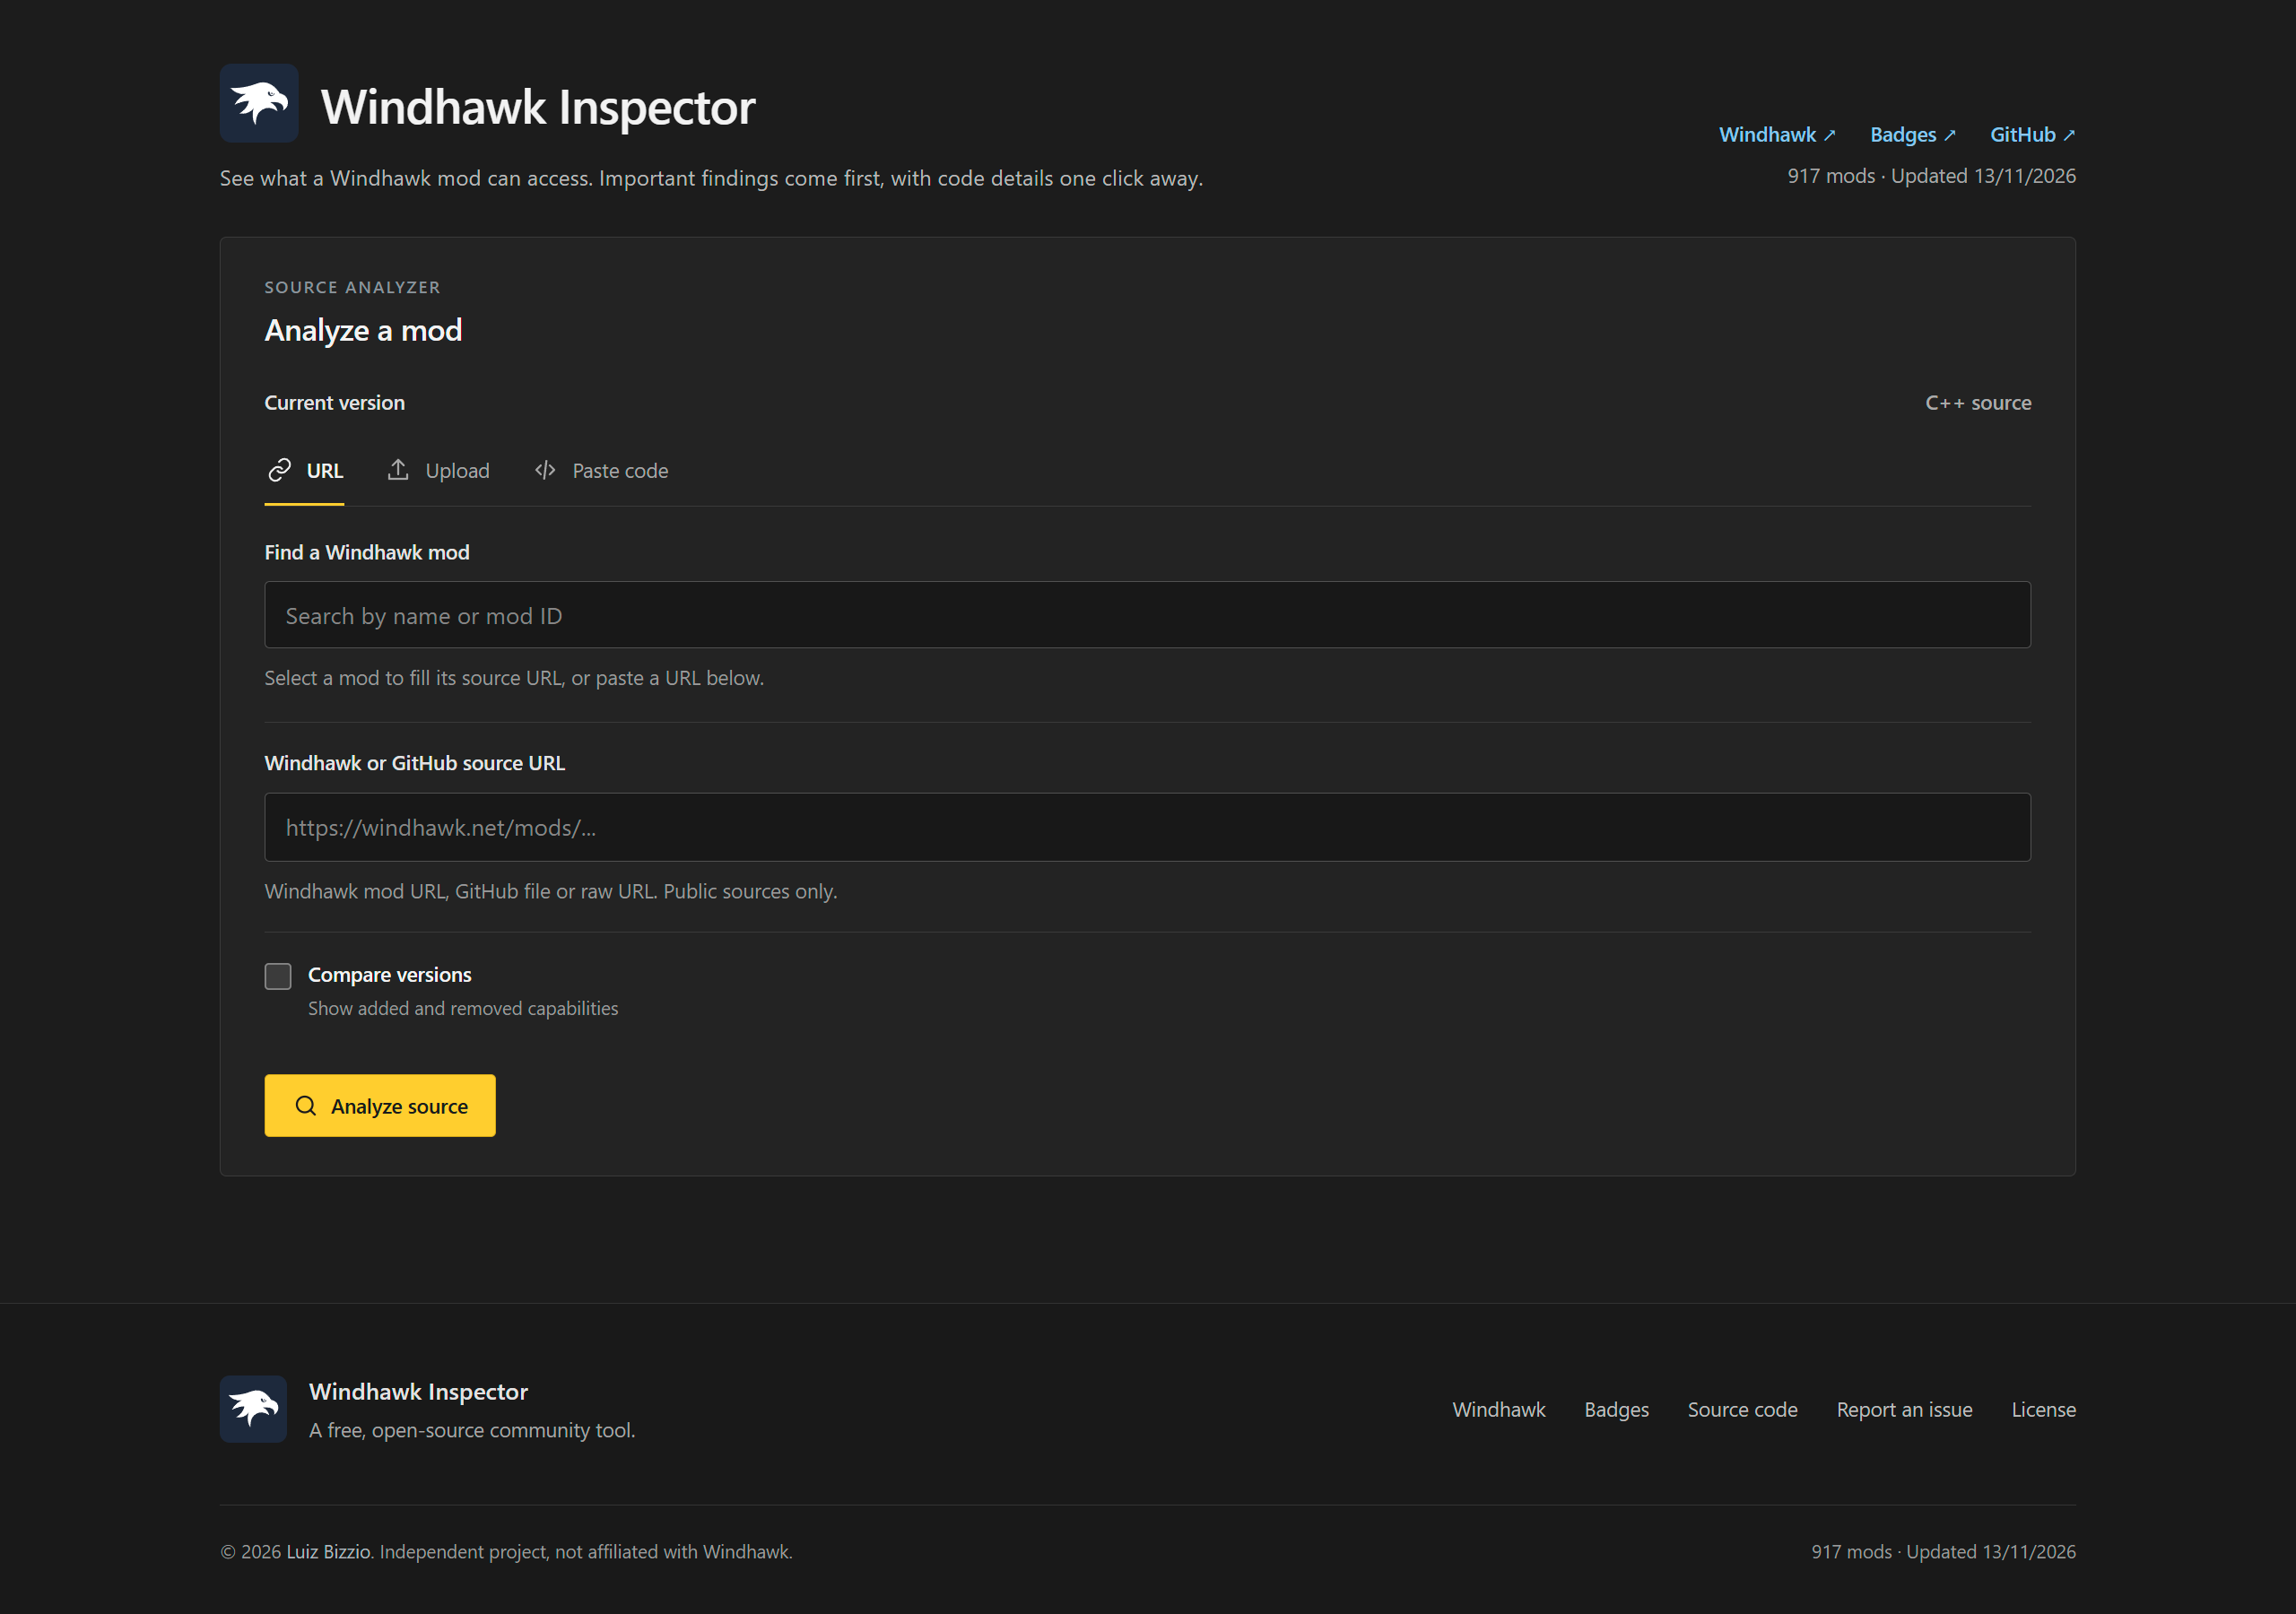 Windhawk Inspector
See what a Windhawk mod can access. Important findings come first, with code details one click away.
Windhawk ↗ Badges ↗ GitHub ↗
917 mods · Updated 13/11/2026
SOURCE ANALYZER
Analyze a mod
Current version
C++ source
URL Upload Paste code
Find a Windhawk mod
Search by name or mod ID
Select a mod to fill its source URL, or paste a URL below.
Windhawk or GitHub source URL
https://windhawk.net/mods/...
Windhawk mod URL, GitHub file or raw URL. Public sources only.
Compare versions
Show added and removed capabilities
Analyze source
Windhawk Inspector
A free, open-source community tool.
Windhawk Badges Source code Report an issue License
© 2026 Luiz Bizzio. Independent project, not affiliated with Windhawk.
917 mods · Updated 13/11/2026